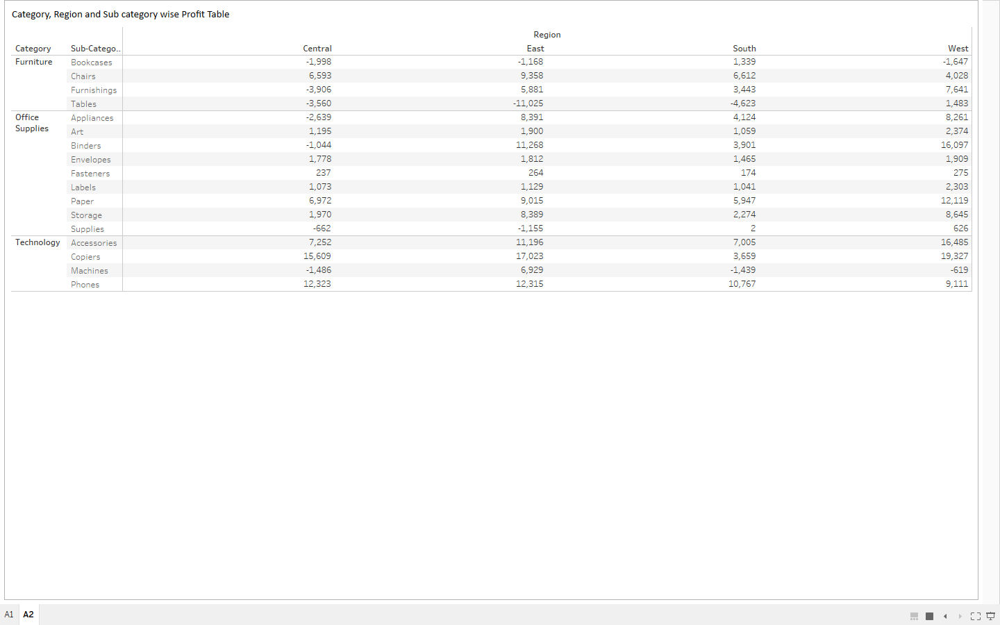 Category, Region and Sub category wise Profit Table
Region
Category Sub-Catego.. Central East South West
Furniture Bookcases -1,998 -1,168 1,339 -1,647
Chairs 6,593 9,358 6,612 4,028
Furnishings -3,906 5,881 3,443 7,641
Tables -3,560 -11,025 -4,623 1,483
Office Supplies Appliances -2,639 8,391 4,124 8,261
Art 1,195 1,900 1,059 2,374
Binders -1,044 11,268 3,901 16,097
Envelopes 1,778 1,812 1,465 1,909
Fasteners 237 264 174 275
Labels 1,073 1,129 1,041 2,303
Paper 6,972 9,015 5,947 12,119
Storage 1,970 8,389 2,274 8,645
Supplies -662 -1,155 2 626
Technology Accessories 7,252 11,196 7,005 16,485
Copiers 15,609 17,023 3,659 19,327
Machines -1,486 6,929 -1,439 -619
Phones 12,323 12,315 10,767 9,111
A1 A2